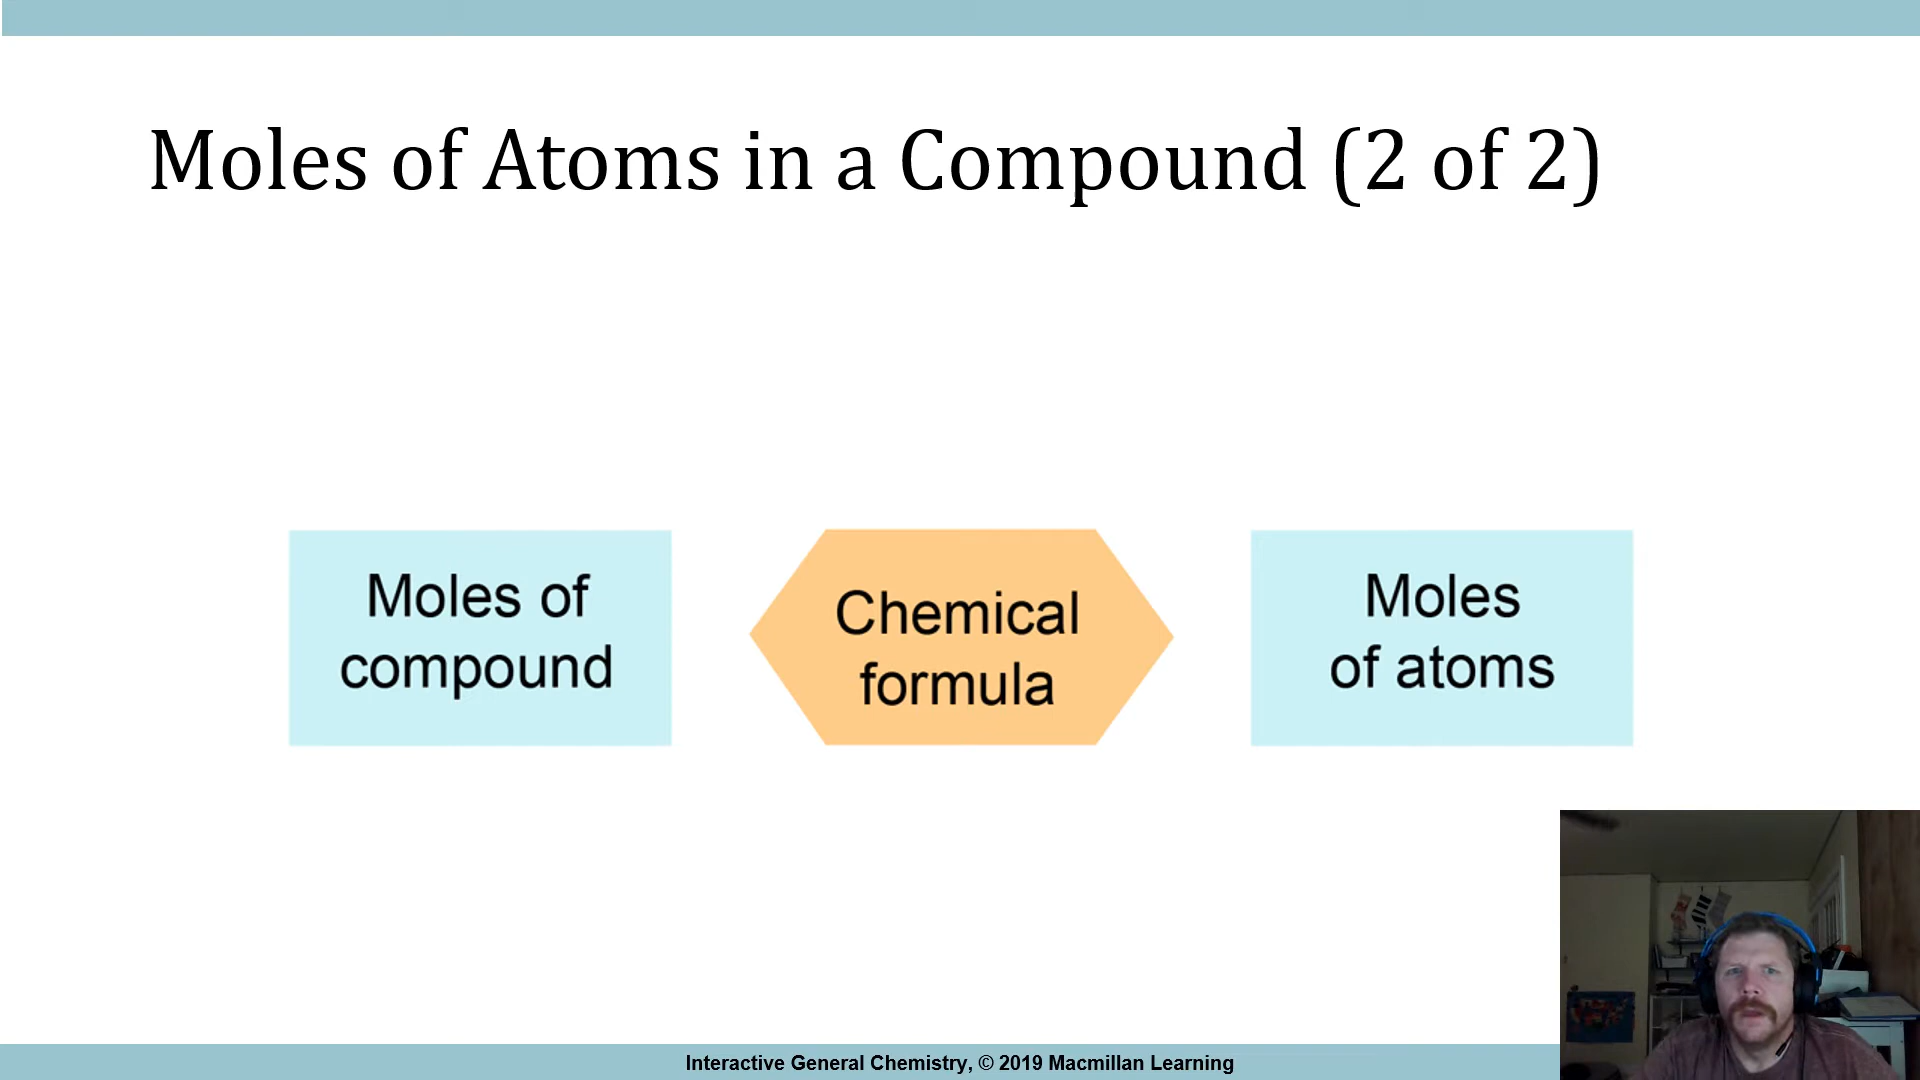 Moles of Atoms in a Compound (2 of 2)
Moles of
compound
Chemical
formula
Moles
of atoms
Interactive General Chemistry, © 2019 Macmillan Learning